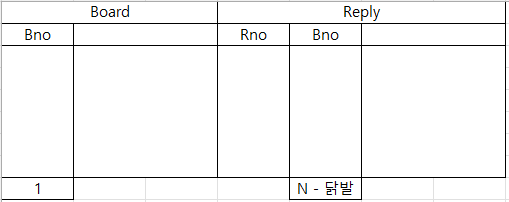 Board Reply
Bno Rno Bno
1 N - 닭발